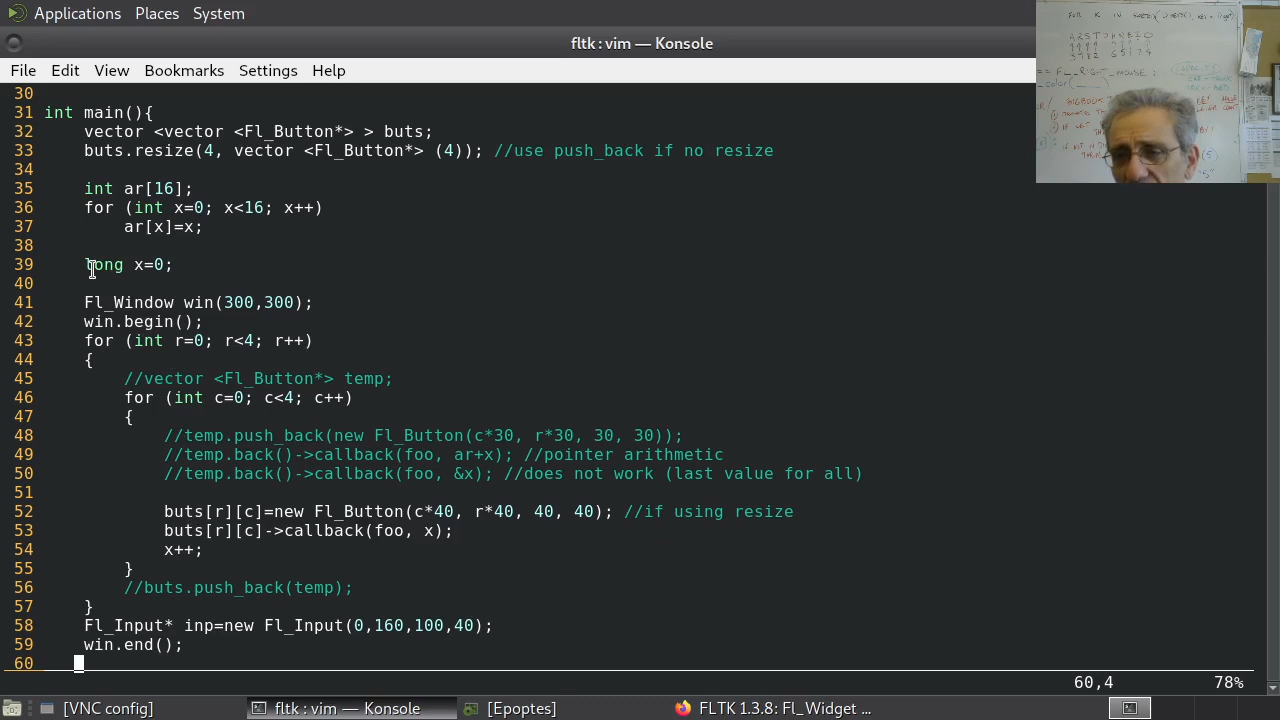 Applications Places System
fltk : vim — Konsole
File Edit View Bookmarks Settings Help
30
31 int main(){
32 vector <vector <Fl_Button*> > buts;
33 buts.resize(4, vector <Fl_Button*> (4)); //use push_back if no resize
34
35 int ar[16];
36 for (int x=0; x<16; x++)
37 ar[x]=x;
38
39 long x=0;
40
41 Fl_Window win(300,300);
42 win.begin();
43 for (int r=0; r<4; r++)
44 {
45 //vector <Fl_Button*> temp;
46 for (int c=0; c<4; c++)
47 {
48 //temp.push_back(new Fl_Button(c*30, r*30, 30, 30));
49 //temp.back()->callback(foo, ar+x); //pointer arithmetic
50 //temp.back()->callback(foo, &x); //does not work (last value for all)
51
52 buts[r][c]=new Fl_Button(c*40, r*40, 40, 40); //if using resize
53 buts[r][c]->callback(foo, x);
54 x++;
55 }
56 //buts.push_back(temp);
57 }
58 Fl_Input* inp=new Fl_Input(0,160,100,40);
59 win.end();
60
60,4 78%
[VNC config] fltk : vim — Konsole [Epoptes] FLTK 1.3.8: Fl_Widget ...
FOR K IN